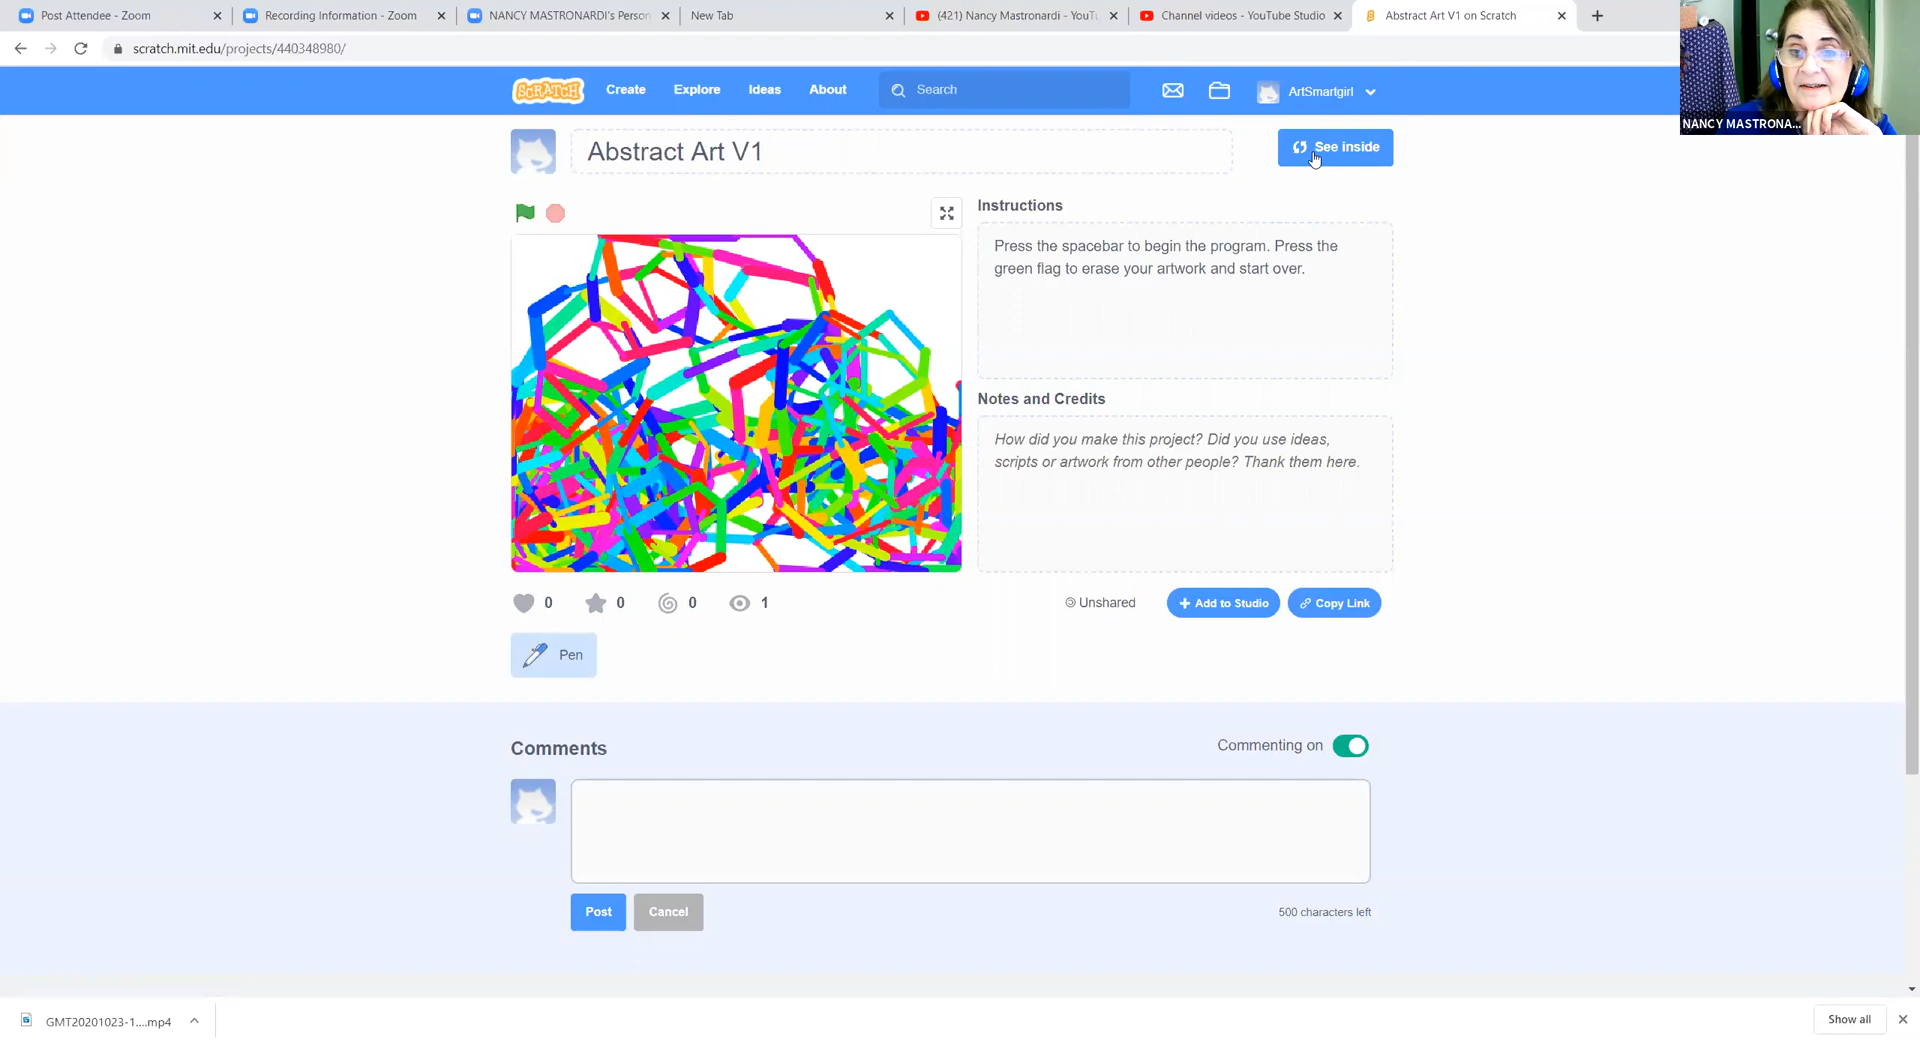 Post Attendee - Zoom
Recording Information - Zoom
NANCY MASTRONARDI's Person
New Tab
(421) Nancy Mastronardi - YouTu
Channel videos - YouTube Studio
Abstract Art V1 on Scratch
scratch.mit.edu/projects/440348980/
SCRATCH
Create
Explore
Ideas
About
Search
ArtSmartgirl
NANCY MASTRONA...
Abstract Art V1
See inside
Instructions
Press the spacebar to begin the program. Press the
green flag to erase your artwork and start over.
Notes and Credits
How did you make this project? Did you use ideas,
scripts or artwork from other people? Thank them here.
0
0
0
1
Unshared
Add to Studio
Copy Link
Pen
Comments
Commenting on
Post
Cancel
500 characters left
GMT20201023-1....mp4
Show all